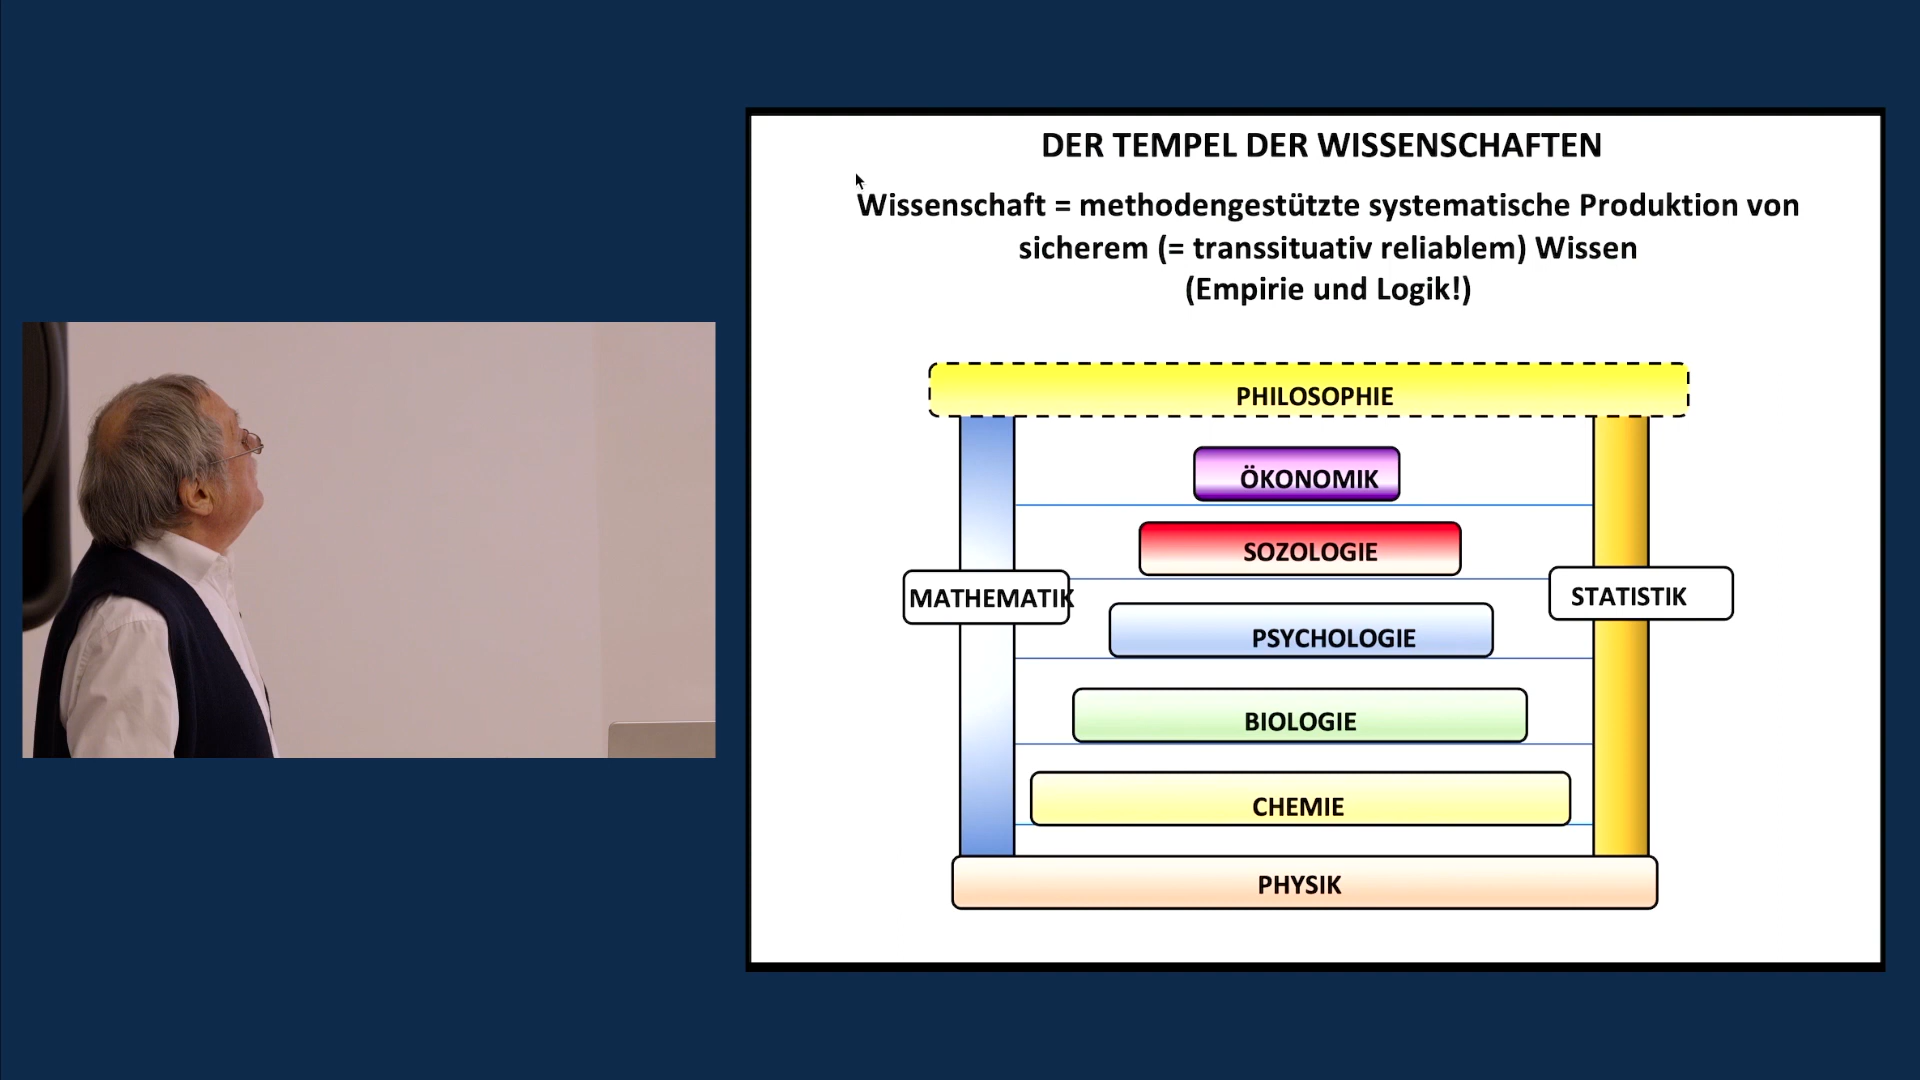 DER TEMPEL DER WISSENSCHAFTEN
Wissenschaft = methodengestützte systematische Produktion von
sicherem (= transsituativ reliablem) Wissen
(Empirie und Logik!)
PHILOSOPHIE
ÖKONOMIK
SOZOLOGIE
MATHEMATIK
STATISTIK
PSYCHOLOGIE
BIOLOGIE
CHEMIE
PHYSIK